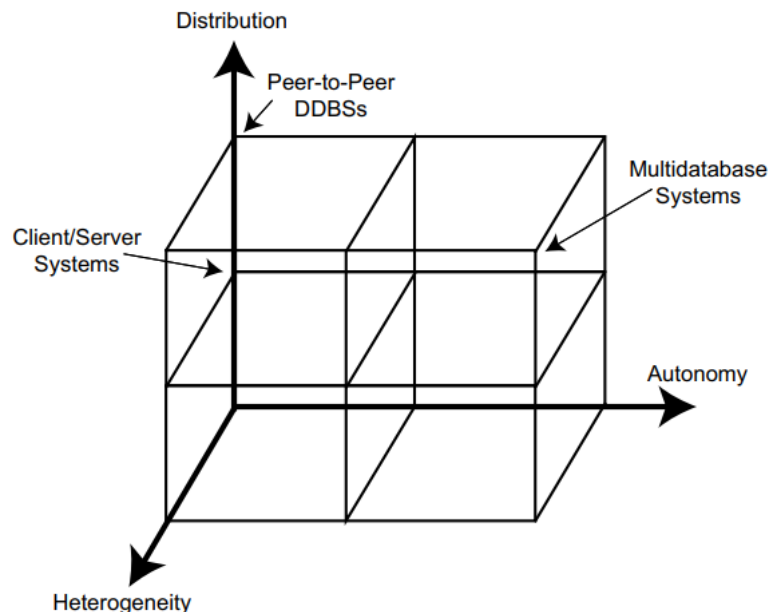 Distribution
Peer-to-Peer
DDBSs
Multidatabase
Systems
Client/Server
Systems
Autonomy
Heterogeneity